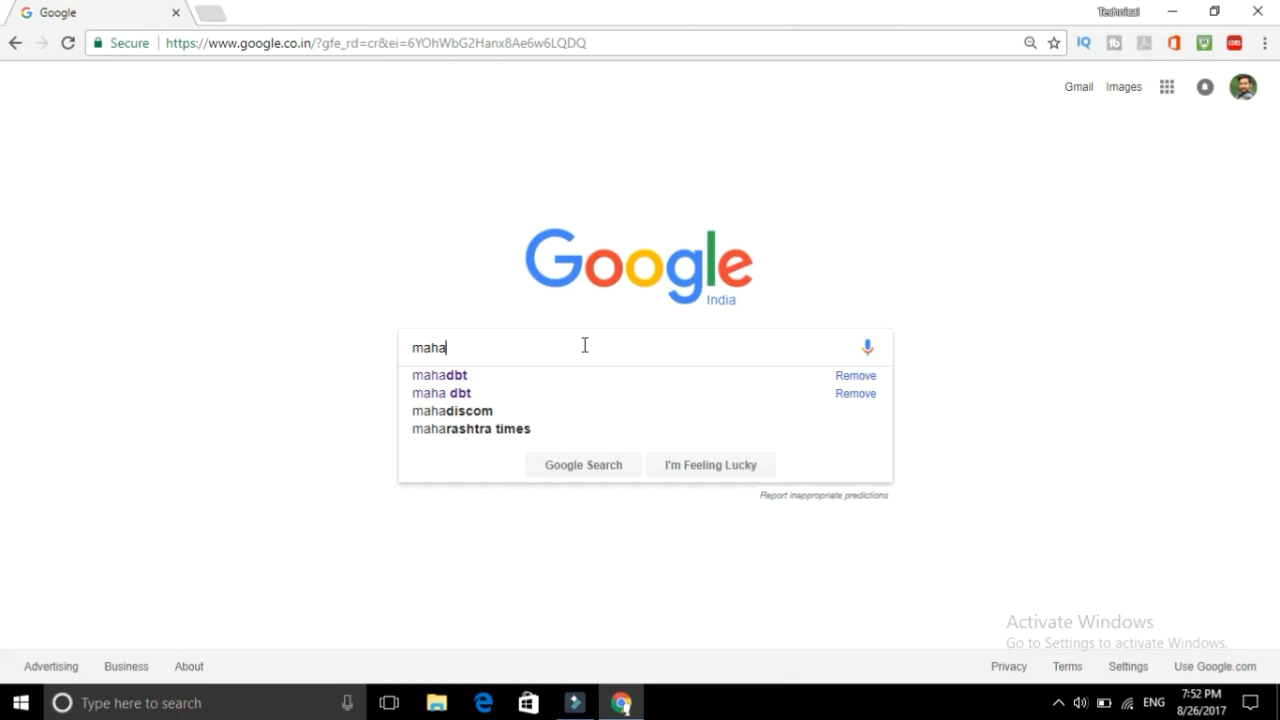 Google
Technical
Secure
https://www.google.co.in/?gfe_rd=cr&ei=6YOhWbG2Hanx8Ae6w6LQDQ
Gmail Images
Google
India
maha
mahadbt Remove
maha dbt Remove
mahadiscom
maharashtra times
Google Search I'm Feeling Lucky
Report inappropriate predictions
Activate Windows
Go to Settings to activate Windows.
Advertising Business About Privacy Terms Settings Use Google.com
Type here to search
ENG
7:52 PM
8/26/2017